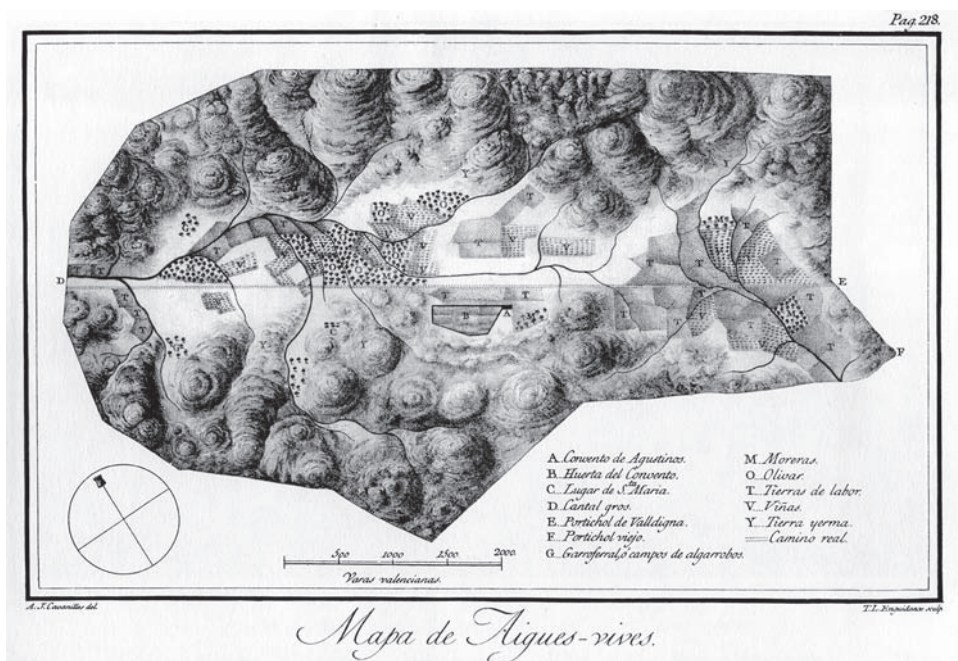 Pag. 218.
Y
Y
T
M
T
O
V
O
T
T
V
V
T
V
Y
T
T
T
D
T
E
T
T
T
B
A
M
T
T
T
T
T
C
Y
G
Y
F
A...Convento de Agustinos.
B...Huerta del Convento.
C...Lugar de S.ta Maria.
D...Cantal gros.
E...Portichol de Valldigna.
F...Portichol viejo.
G...Garroferral, ó campos de algarrobos.
M...Moreras.
O...Olivar.
T...Tierras de labor.
V...Viñas.
Y...Tierra yerma.
Camino real.
500 1000 1500 2000.
Varas valencianas.
A. J. Cavanilles del.
T. L. Enguidanos sculp.
Mapa de Aigues-vives.